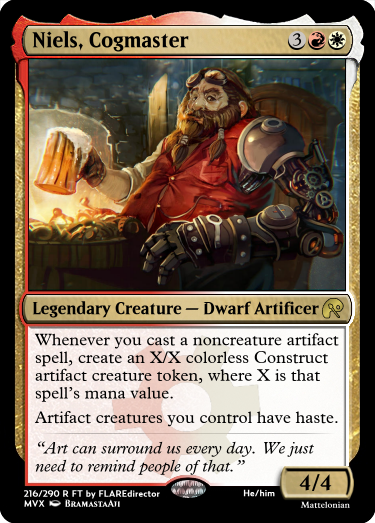 Niels, Cogmaster 3
Legendary Creature — Dwarf Artificer
Whenever you cast a noncreature artifact
spell, create an X/X colorless Construct
artifact creature token, where X is that
spell's mana value.
Artifact creatures you control have haste.
“Art can surround us every day. We just
need to remind people of that.”
4/4
216/290 R FT by FLAREdirector He/him
MVX BramastaAji Mattelonian